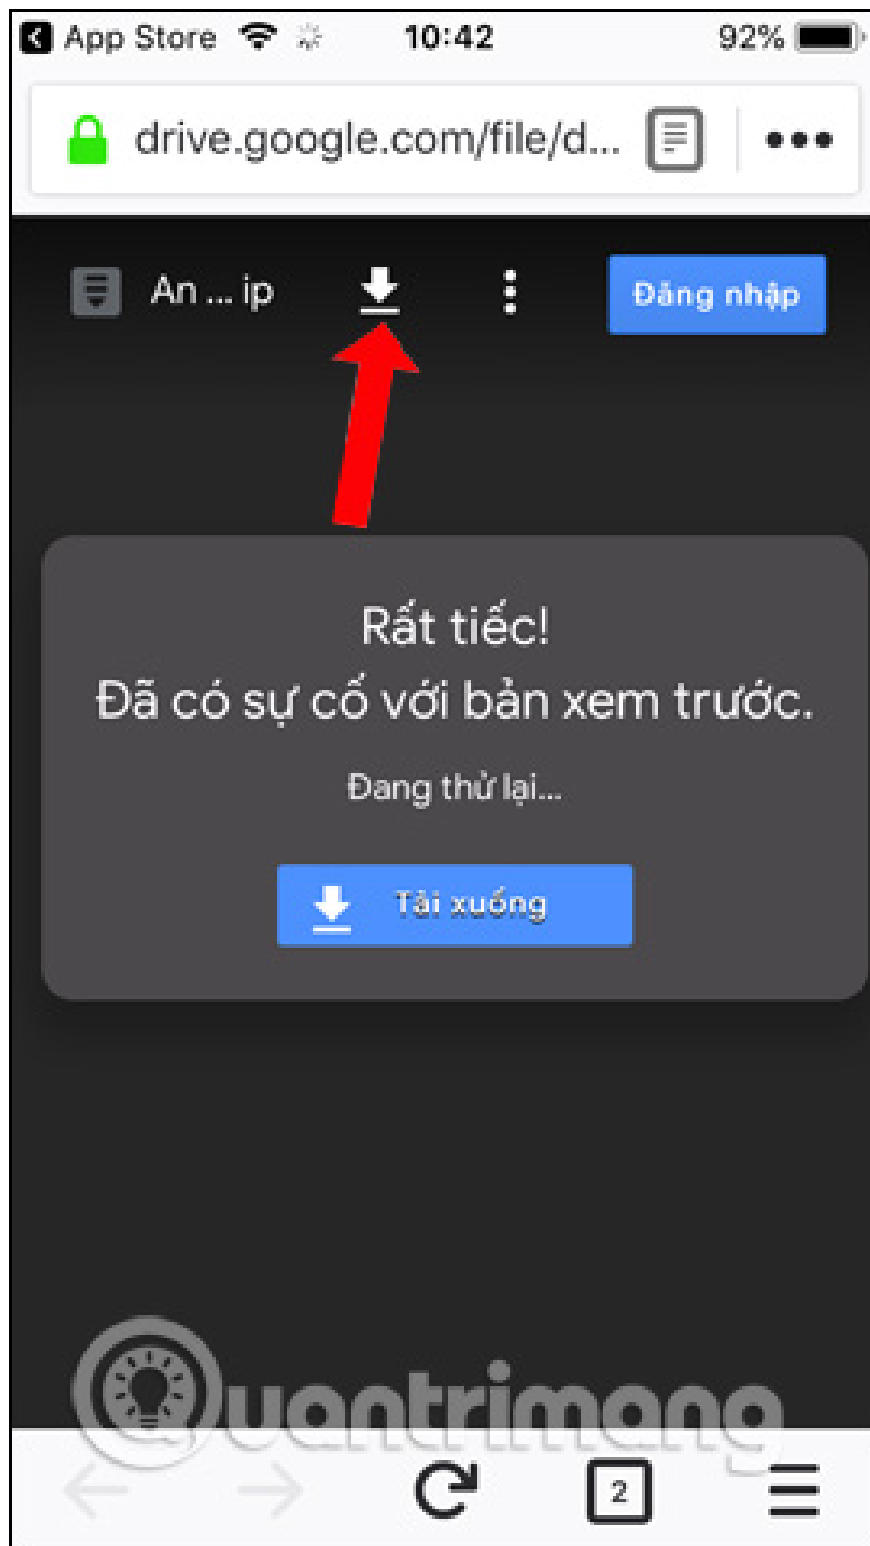 App Store 10:42 92%
drive.google.com/file/d...
An ... ip Đăng nhập
Rất tiếc!
Đã có sự cố với bản xem trước.
Đang thử lại...
Tải xuống
Quantrimang
2